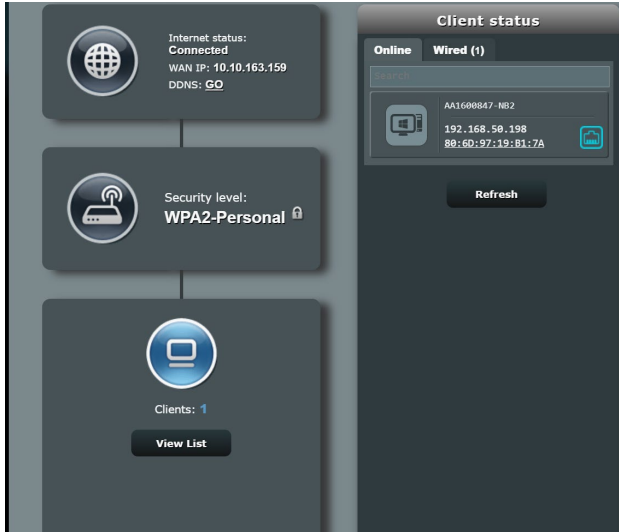 Internet status:
Connected
WAN IP: 10.10.163.159
DDNS: GO
Security level:
WPA2-Personal
Clients: 1
View List
Client status
Online
Wired (1)
Search
AA1600847-NB2
192.168.50.198
80:6D:97:19:B1:7A
Refresh